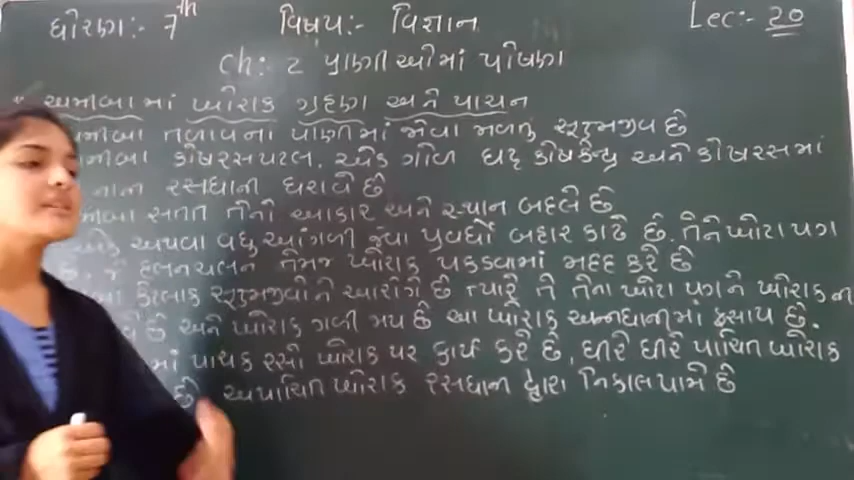 ધોરણ:- 7th વિષય:- વિજ્ઞાન Lec:- 20
Ch: 2 પ્રાણીઓમાં પોષણ
અમીબામાં ખોરાક ગ્રહણ અને પાચન
અમીબા તળાવના પાણીમાં જોવા મળતું સૂક્ષ્મજીવ છે
કોષરસપટલ, એક ગોળ ઘટ્ટ કોષકેન્દ્ર અને કોષરસમાં
નાના રસધાની ધરાવે છે
સતત તેનો આકાર અને સ્થાન બદલે છે
એક અથવા વધુ આંગળી જેવા પ્રવર્ધો બહાર કાઢે છે. તેને ખોટા પગ
છે. જે હલનચલન તેમજ ખોરાક પકડવામાં મદદ કરે છે
કેટલાક સૂક્ષ્મજીવોને આરોગે છે ત્યારે તે તેના ખોટા પગને ખોરાકની
છે અને ખોરાક ગળી જાય છે આ ખોરાક અન્નધાનીમાં ફસાય છે.
માં પાચક રસો ખોરાક પર કાર્ય કરે છે, ધીરે ધીરે પાચિત ખોરાક
છે અપાચિત ખોરાક રસધાની દ્વારા નિકાલ પામે છે